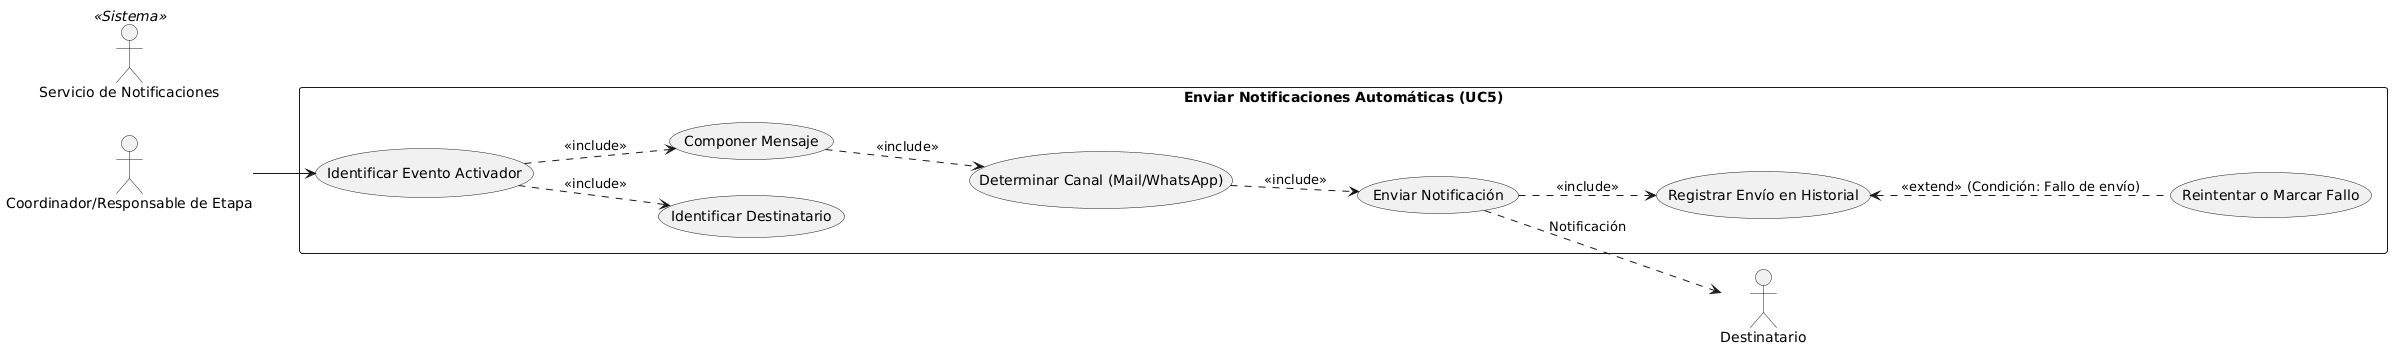 «Sistema»
Servicio de Notificaciones
Coordinador/Responsable de Etapa
Enviar Notificaciones Automáticas (UC5)
Identificar Evento Activador
«include»
«include»
Componer Mensaje
Identificar Destinatario
«include»
Determinar Canal (Mail/WhatsApp)
«include»
Enviar Notificación
«include»
Notificación
Registrar Envío en Historial
«extend» (Condición: Fallo de envío)
Reintentar o Marcar Fallo
Destinatario